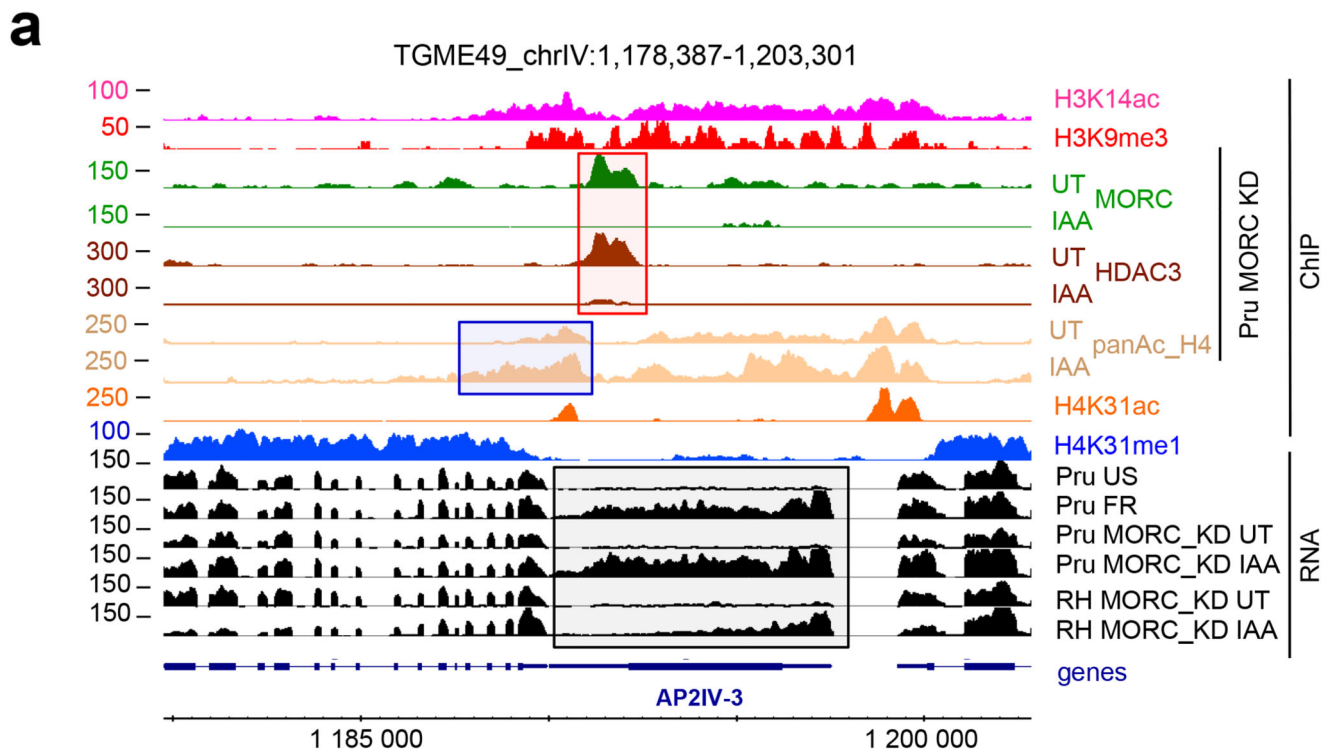 a
TGME49_chrIV:1,178,387-1,203,301
100 H3K14ac
50 H3K9me3
150 UT MORC
150 IAA
300 UT HDAC3
300 IAA
250 UT panAc_H4
250 IAA
250 H4K31ac
100 H4K31me1
150 Pru US
150 Pru FR
150 Pru MORC_KD UT
150 Pru MORC_KD IAA
150 RH MORC_KD UT
150 RH MORC_KD IAA
Pru MORC KD
ChIP
RNA
genes
AP2IV-3
1 185 000 1 200 000